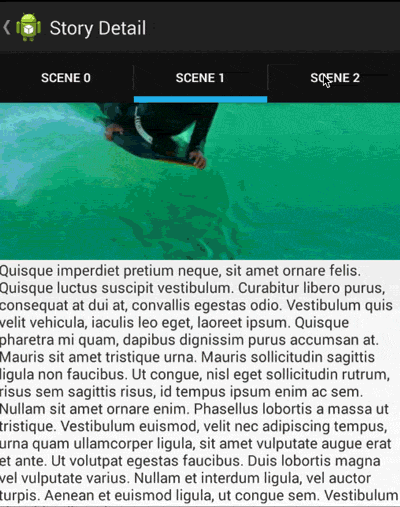 Story Detail
SCENE 0 SCENE 1 SCENE 2
Quisque imperdiet pretium neque, sit amet ornare felis.
Quisque luctus suscipit vestibulum. Curabitur libero purus,
consequat at dui at, convallis egestas odio. Vestibulum quis
velit vehicula, iaculis leo eget, laoreet ipsum. Quisque
pharetra mi quam, dapibus dignissim purus accumsan at.
Mauris sit amet tristique urna. Mauris sollicitudin sagittis
ligula non faucibus. Ut congue, nisl eget sollicitudin rutrum,
risus sem sagittis risus, id tempus ipsum enim ac sem.
Nullam sit amet ornare enim. Phasellus lobortis a massa ut
tristique. Vestibulum euismod, velit nec adipiscing tempus,
urna quam ullamcorper ligula, sit amet vulputate augue erat
et ante. Ut volutpat egestas faucibus. Duis lobortis magna
vel vulputate varius. Nullam et interdum ligula, vel auctor
turpis. Aenean et euismod ligula, ut congue sem. Vestibulum